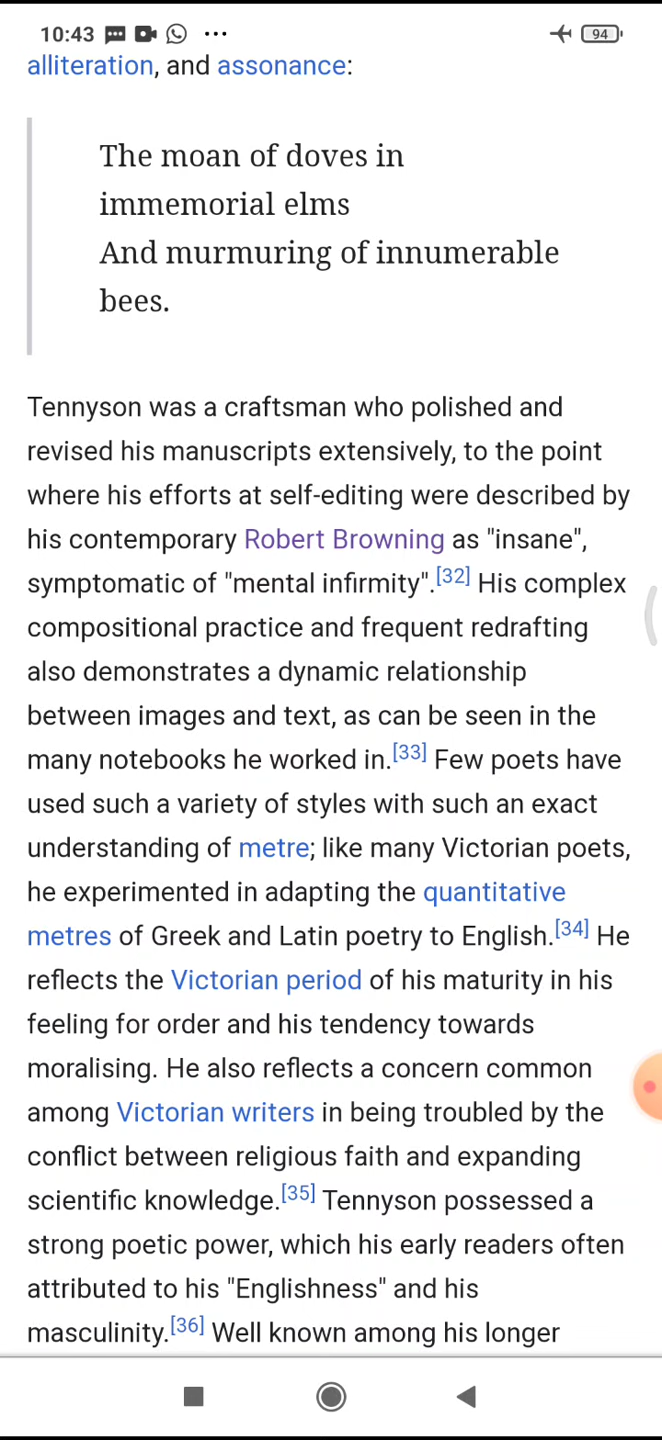 10:43
94
alliteration, and assonance:
The moan of doves in
immemorial elms
And murmuring of innumerable
bees.
Tennyson was a craftsman who polished and
revised his manuscripts extensively, to the point
where his efforts at self-editing were described by
his contemporary Robert Browning as "insane",
symptomatic of "mental infirmity".[32] His complex
compositional practice and frequent redrafting
also demonstrates a dynamic relationship
between images and text, as can be seen in the
many notebooks he worked in.[33] Few poets have
used such a variety of styles with such an exact
understanding of metre; like many Victorian poets,
he experimented in adapting the quantitative
metres of Greek and Latin poetry to English.[34] He
reflects the Victorian period of his maturity in his
feeling for order and his tendency towards
moralising. He also reflects a concern common
among Victorian writers in being troubled by the
conflict between religious faith and expanding
scientific knowledge.[35] Tennyson possessed a
strong poetic power, which his early readers often
attributed to his "Englishness" and his
masculinity.[36] Well known among his longer